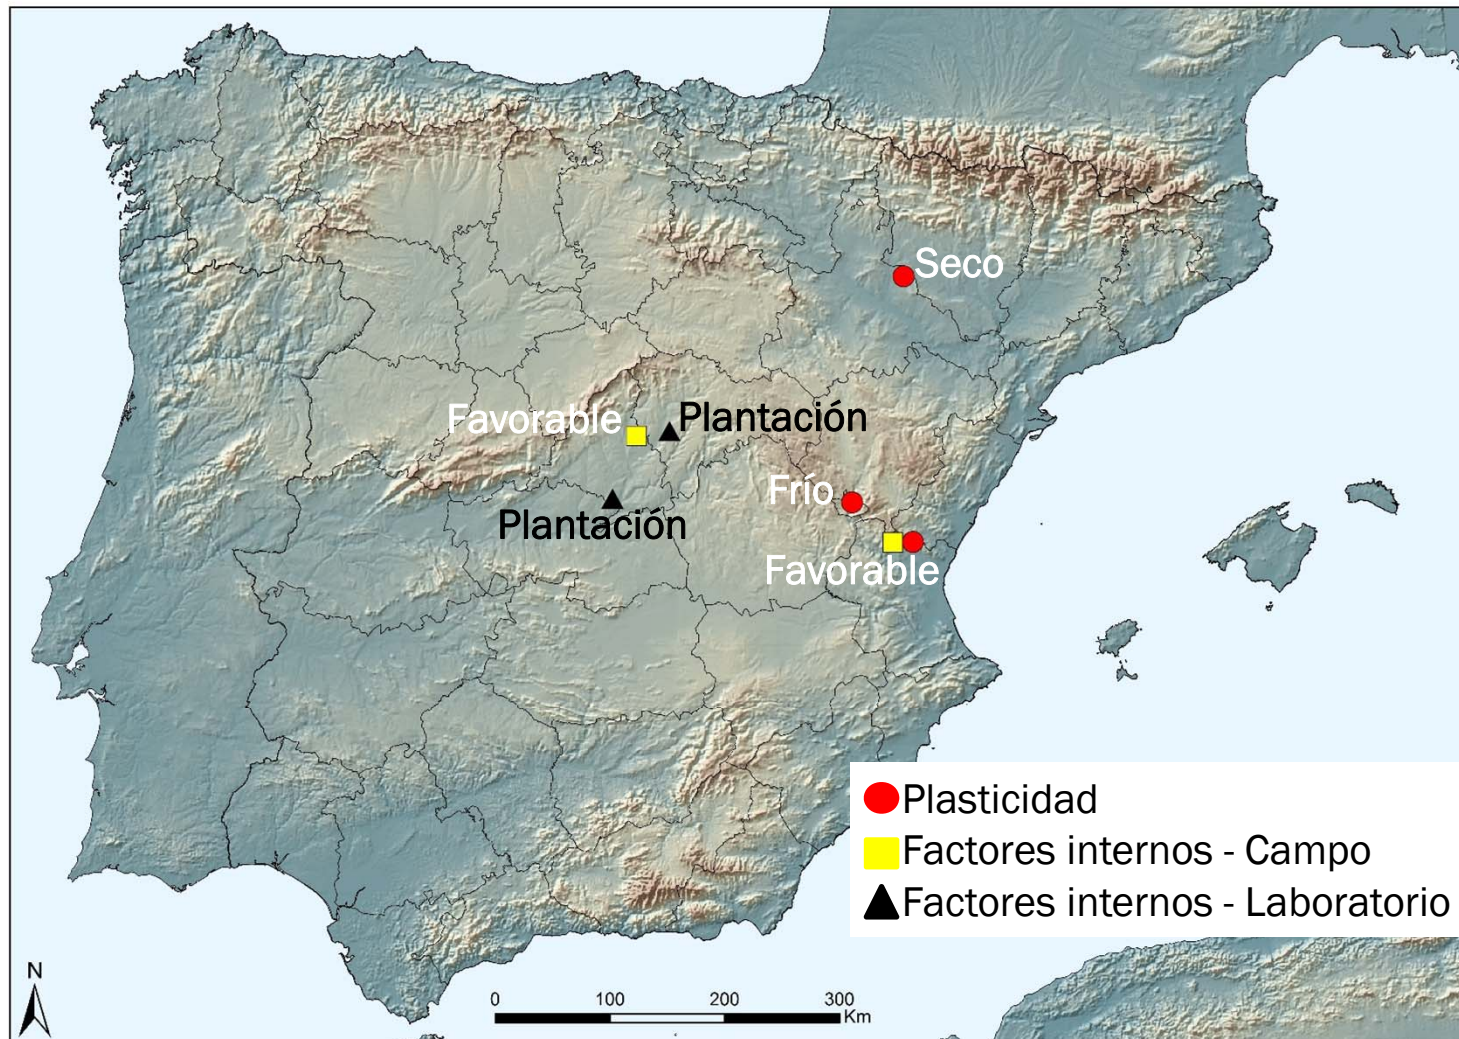 Seco
Favorable
Plantación
Frío
Plantación
Favorable
Plasticidad
Factores internos - Campo
Factores internos - Laboratorio
N
0 100 200 300
Km